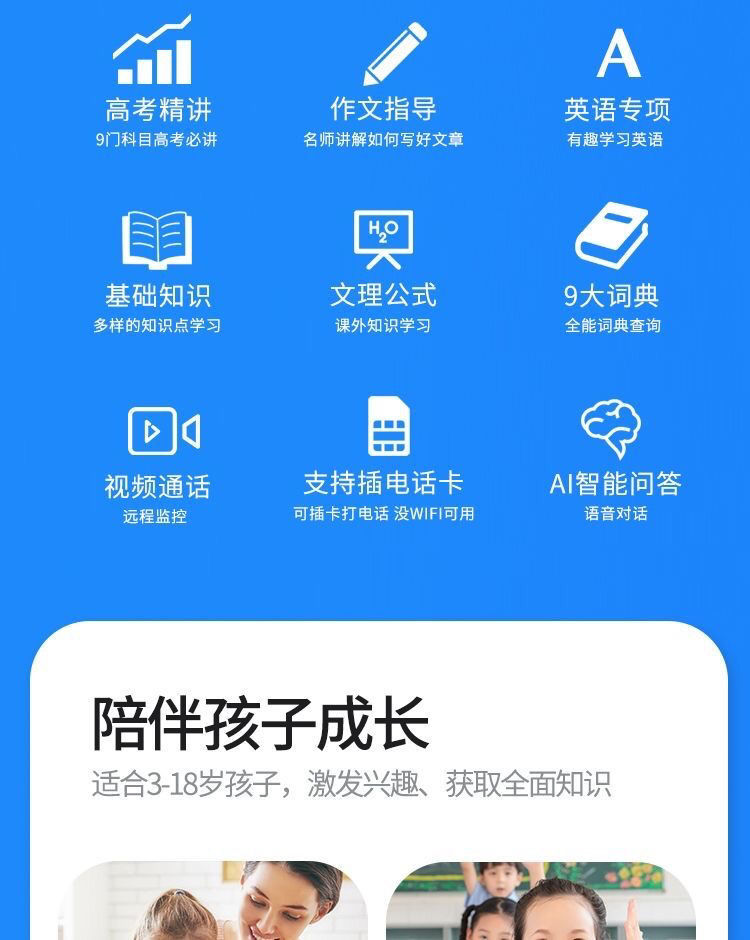 高考精讲
9门科目高考必讲
作文指导
名师讲解如何写好文章
A
英语专项
有趣学习英语
基础知识
多样的知识点学习
H2O
文理公式
课外知识学习
9大词典
全能词典查询
视频通话
远程监控
支持插电话卡
可插卡打电话 没WIFI可用
AI智能问答
语音对话
陪伴孩子成长
适合3-18岁孩子，激发兴趣、获取全面知识